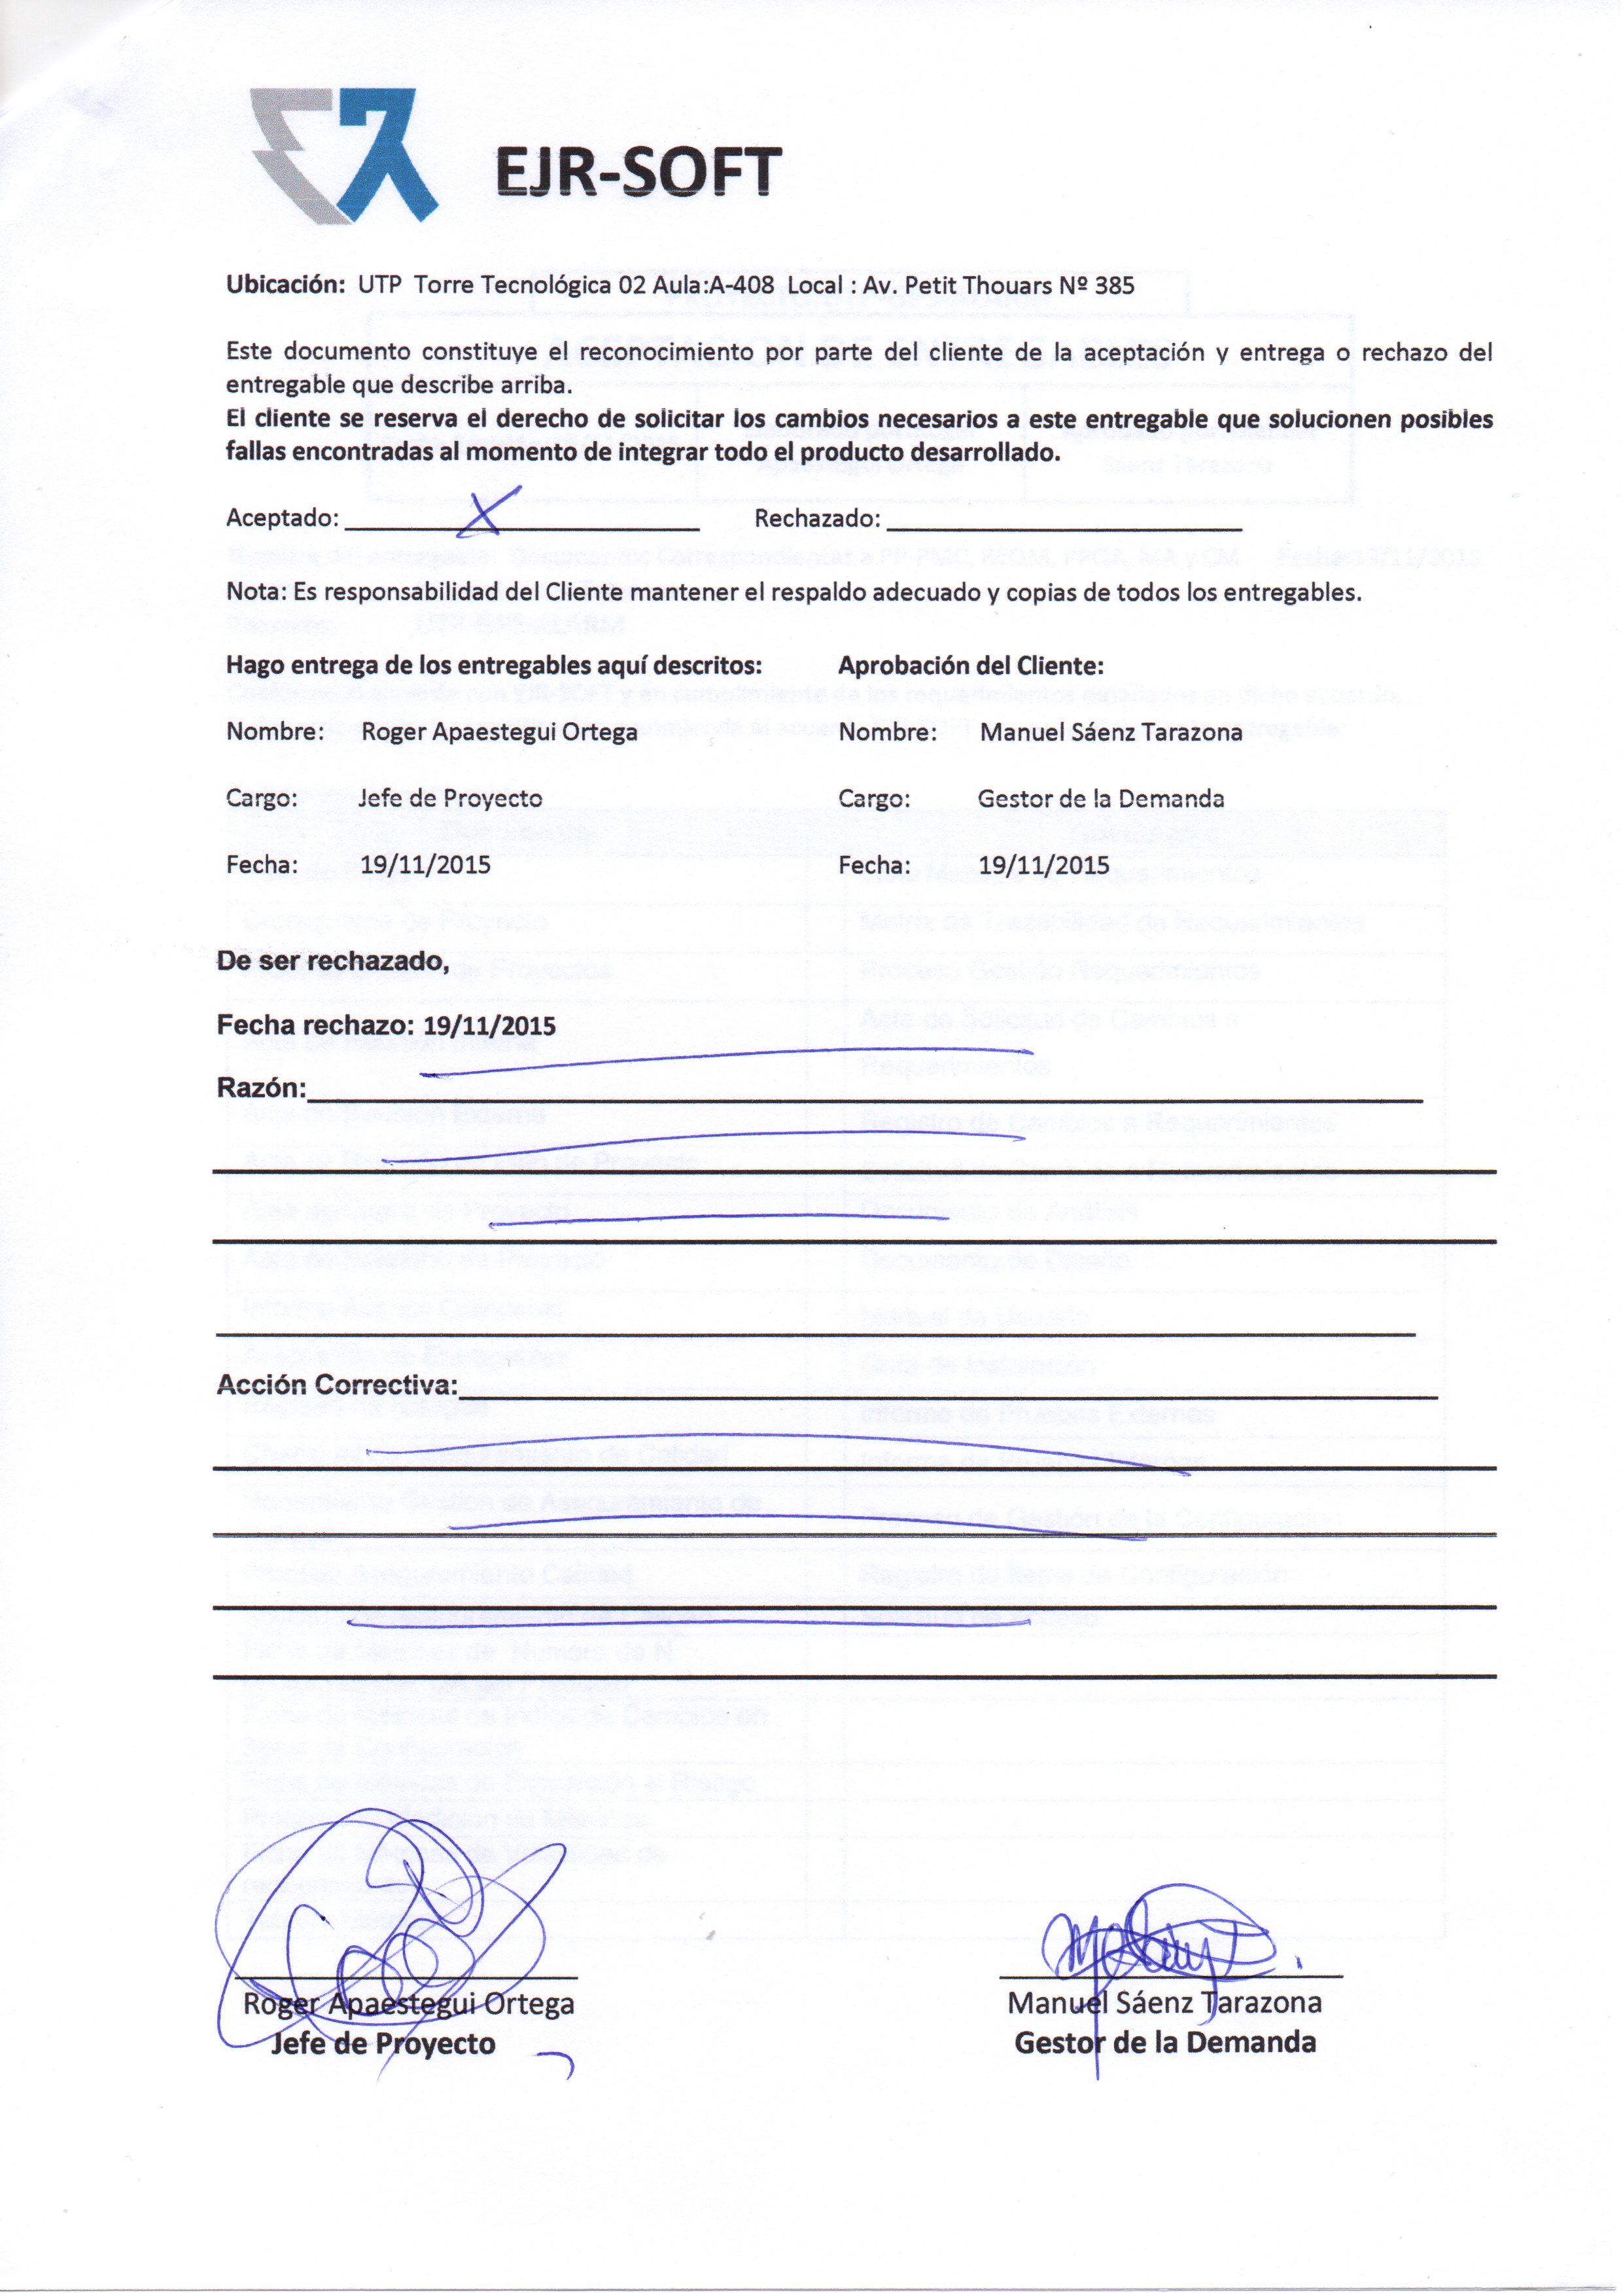 EJR-SOFT
Ubicación: UTP Torre Tecnológica 02 Aula:A-408 Local : Av. Petit Thouars Nº 385
Este documento constituye el reconocimiento por parte del cliente de la aceptación y entrega o rechazo del
entregable que describe arriba.
El cliente se reserva el derecho de solicitar los cambios necesarios a este entregable que solucionen posibles
fallas encontradas al momento de integrar todo el producto desarrollado.
Aceptado: X Rechazado:
Nota: Es responsabilidad del Cliente mantener el respaldo adecuado y copias de todos los entregables.
Hago entrega de los entregables aquí descritos: Aprobación del Cliente:
Nombre: Roger Apaestegui Ortega Nombre: Manuel Sáenz Tarazona
Cargo: Jefe de Proyecto Cargo: Gestor de la Demanda
Fecha: 19/11/2015 Fecha: 19/11/2015
De ser rechazado,
Fecha rechazo: 19/11/2015
Razón:
Acción Correctiva:
Roger Apaestegui Ortega Manuel Sáenz Tarazona
Jefe de Proyecto Gestor de la Demanda